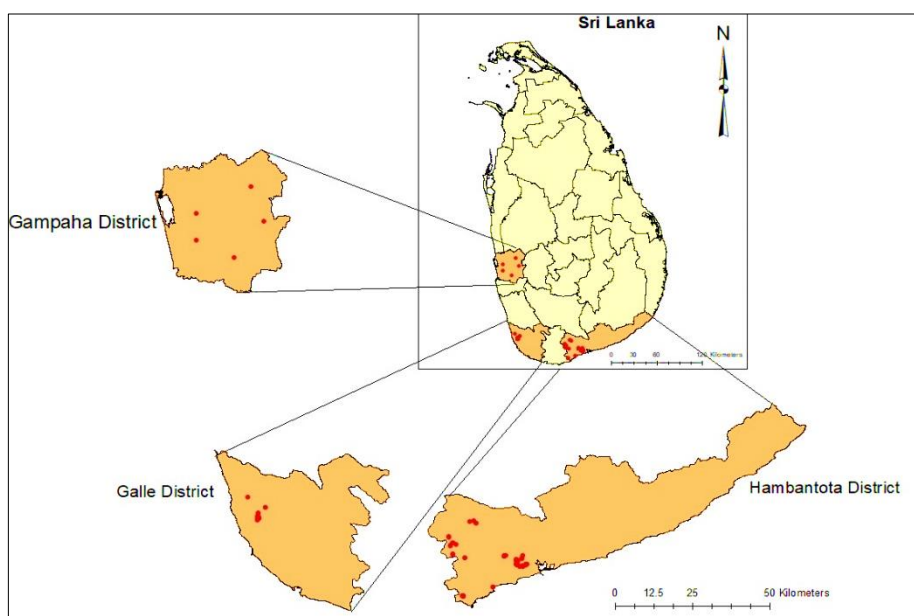 Sri Lanka
N
Gampaha District
0 30 60 120 Kilometers
Galle District
Hambantota District
0 12.5 25 50 Kilometers